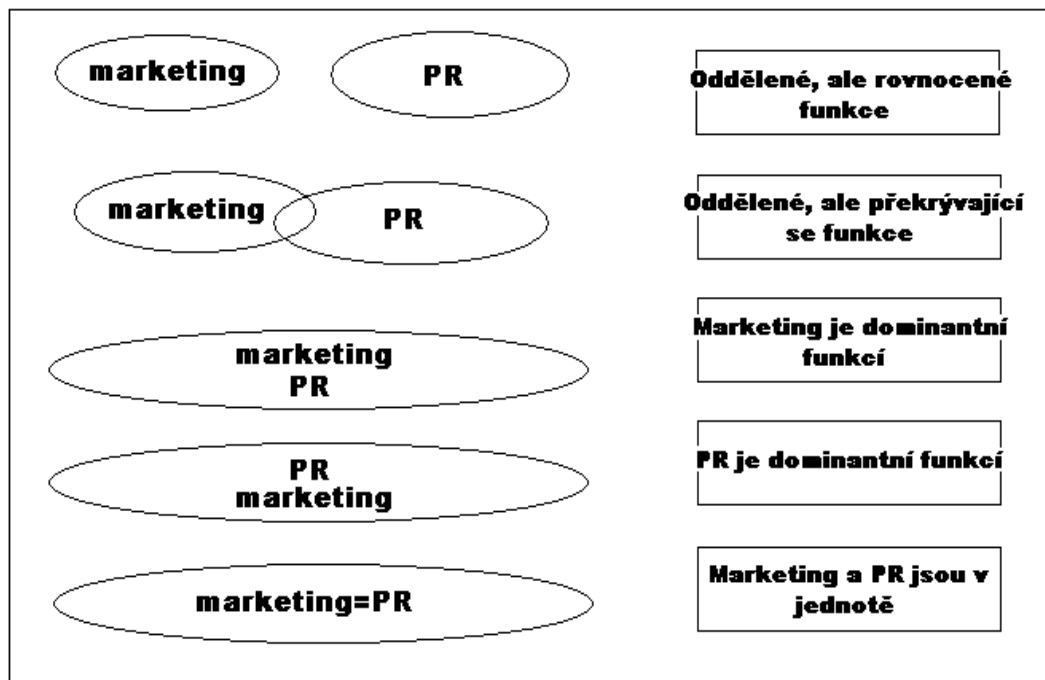 marketing
PR
Oddělené, ale rovnocené
funkce
marketing
PR
Oddělené, ale překrývající
se funkce
marketing
PR
Marketing je dominantní
funkcí
PR
marketing
PR je dominantní funkcí
marketing=PR
Marketing a PR jsou v
jednotě